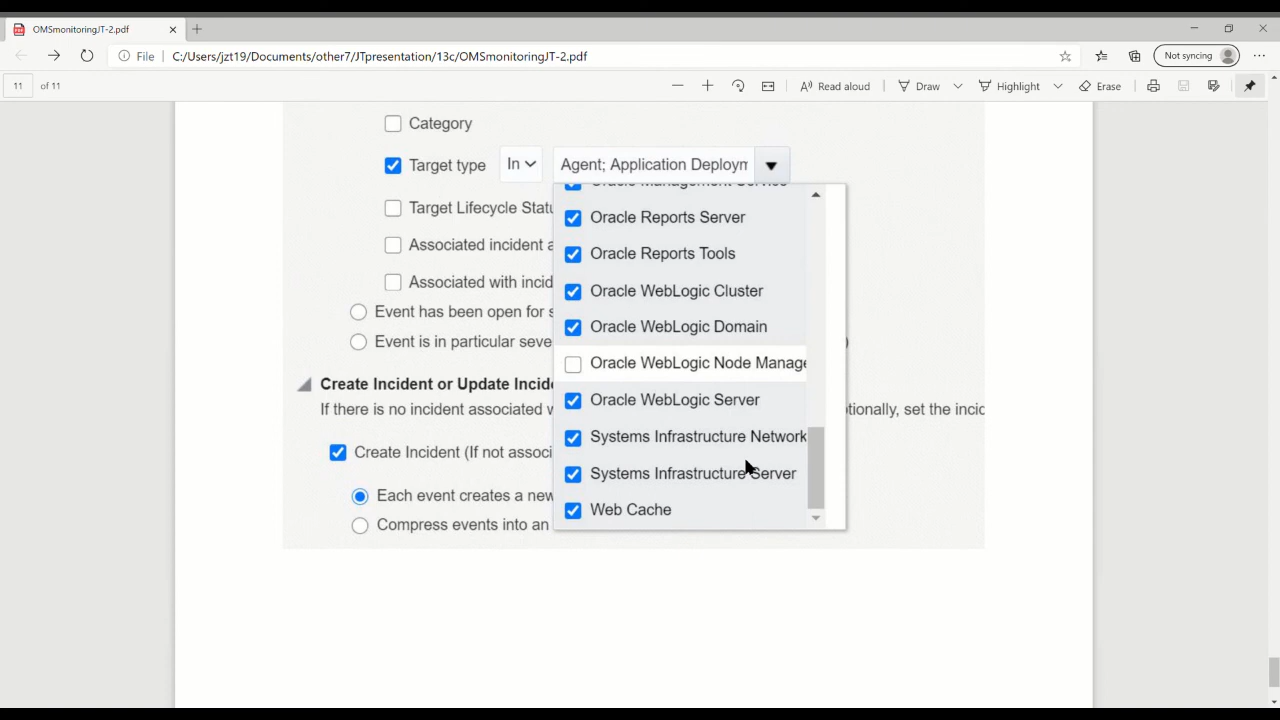 OMSmonitoringJT-2.pdf
File
C:/Users/jzt19/Documents/other7/JTpresentation/13c/OMSmonitoringJT-2.pdf
Not syncing
11 of 11
Read aloud
Draw
Highlight
Erase
Category
Target type In Agent; Application Deploym
Oracle Management Service
Target Lifecycle Statu
Oracle Reports Server
Associated incident a
Oracle Reports Tools
Associated with incid
Oracle WebLogic Cluster
Event has been open for s
Oracle WebLogic Domain
Event is in particular seve
)
Oracle WebLogic Node Manage
Create Incident or Update Incide
Oracle WebLogic Server
If there is no incident associated w
tionally, set the incid
Systems Infrastructure Network
Create Incident (If not associ
Systems Infrastructure Server
Each event creates a new
Web Cache
Compress events into an